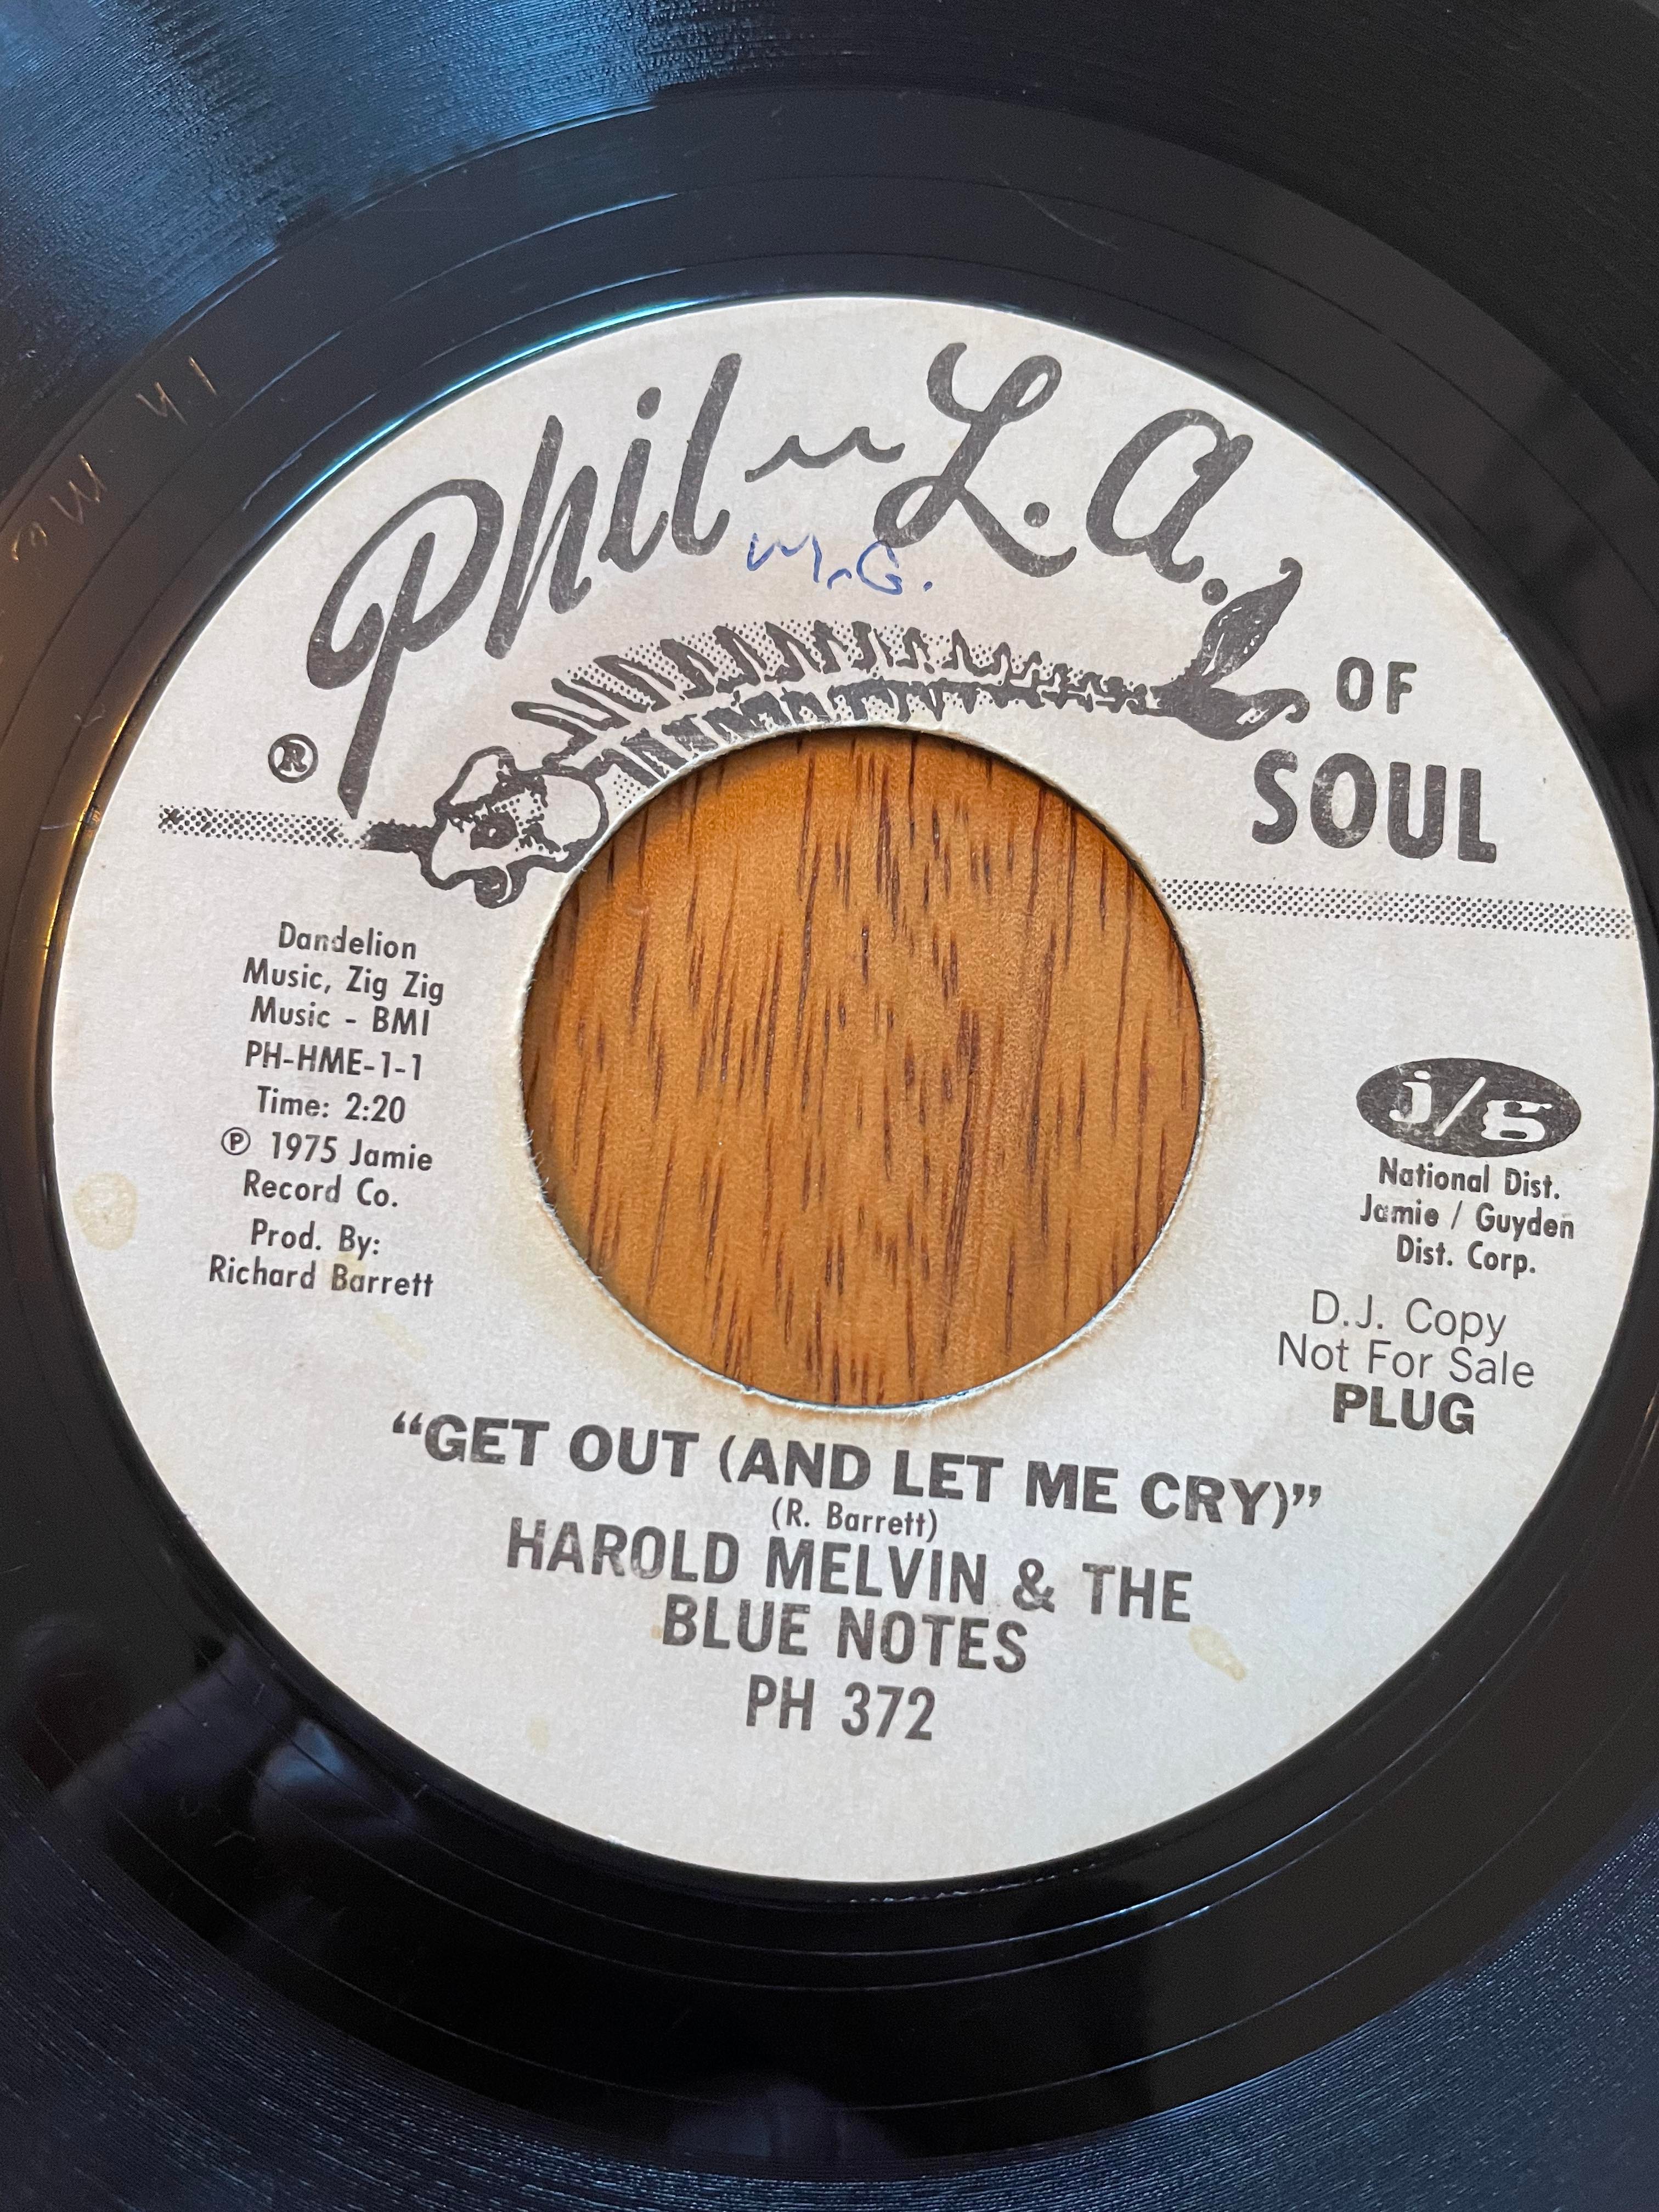 Phil-L.A.
M.G.
OF
SOUL
®
Dandelion
Music, Zig Zig
Music - BMI
PH-HME-1-1
Time: 2:20
℗ 1975 Jamie
Record Co.
Prod. By:
Richard Barrett
j/g
National Dist.
Jamie / Guyden
Dist. Corp.
D.J. Copy
Not For Sale
PLUG
“GET OUT (AND LET ME CRY)”
(R. Barrett)
HAROLD MELVIN & THE
BLUE NOTES
PH 372